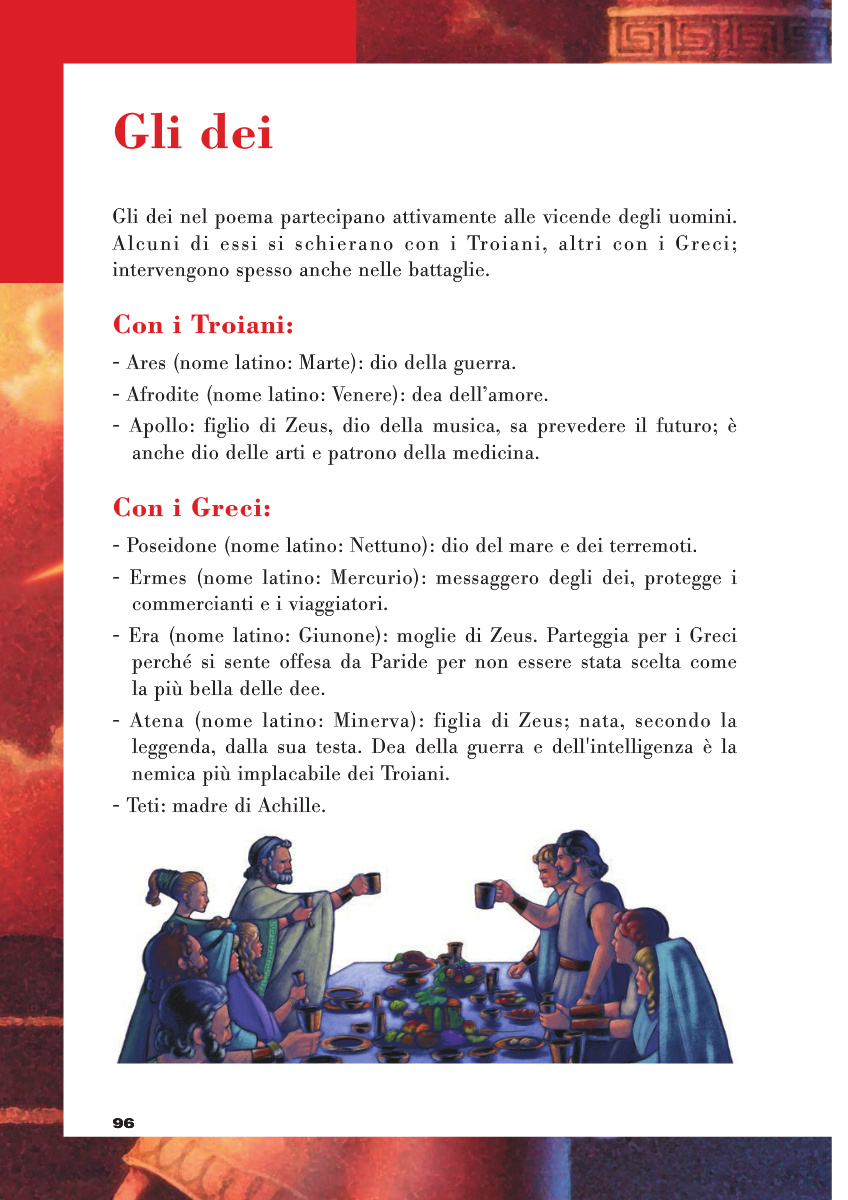 Gli dei
Gli dei nel poema partecipano attivamente alle vicende degli uomini.
Alcuni di essi si schierano con i Troiani, altri con i Greci;
intervengono spesso anche nelle battaglie.
Con i Troiani:
- Ares (nome latino: Marte): dio della guerra.
- Afrodite (nome latino: Venere): dea dell’amore.
- Apollo: figlio di Zeus, dio della musica, sa prevedere il futuro; è
anche dio delle arti e patrono della medicina.
Con i Greci:
- Poseidone (nome latino: Nettuno): dio del mare e dei terremoti.
- Ermes (nome latino: Mercurio): messaggero degli dei, protegge i
commercianti e i viaggiatori.
- Era (nome latino: Giunone): moglie di Zeus. Parteggia per i Greci
perché si sente offesa da Paride per non essere stata scelta come
la più bella delle dee.
- Atena (nome latino: Minerva): figlia di Zeus; nata, secondo la
leggenda, dalla sua testa. Dea della guerra e dell'intelligenza è la
nemica più implacabile dei Troiani.
- Teti: madre di Achille.
96